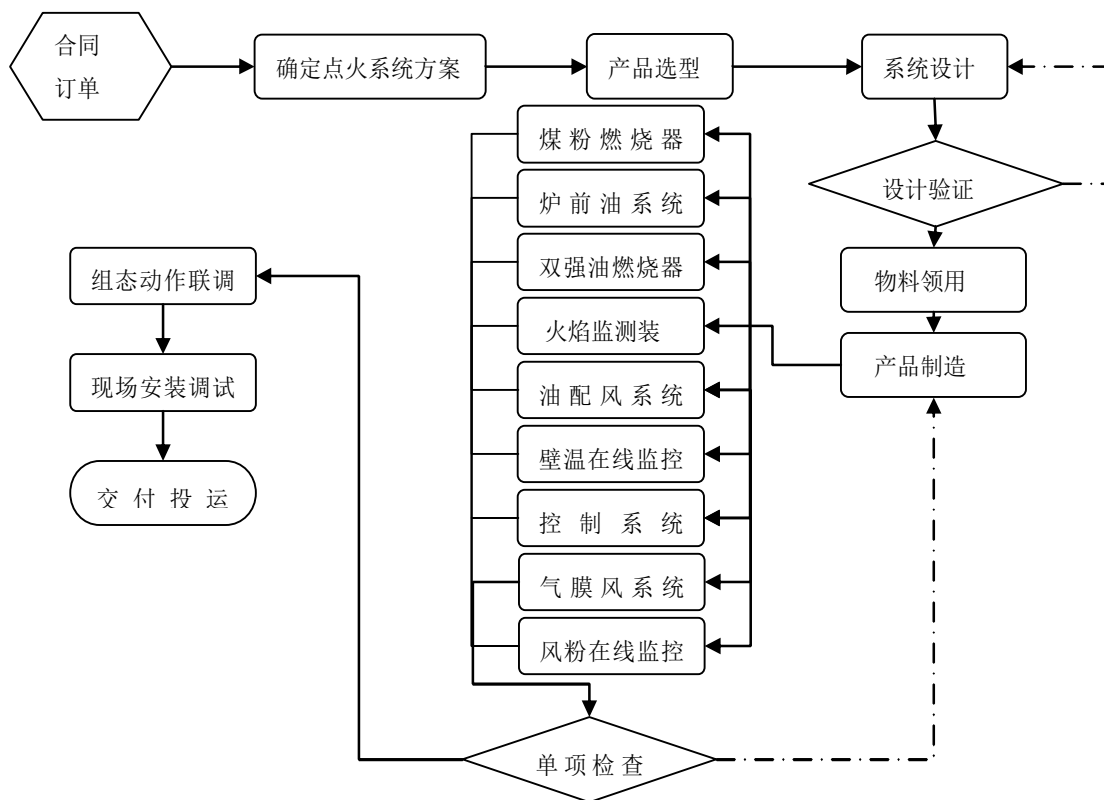 合同
订单
确定点火系统方案
产品选型
系统设计
煤粉燃烧器
炉前油系统
双强油燃烧器
火焰监测装
油配风系统
壁温在线监控
控制系统
气膜风系统
风粉在线监控
设计验证
物料领用
产品制造
单项检查
组态动作联调
现场安装调试
交付投运